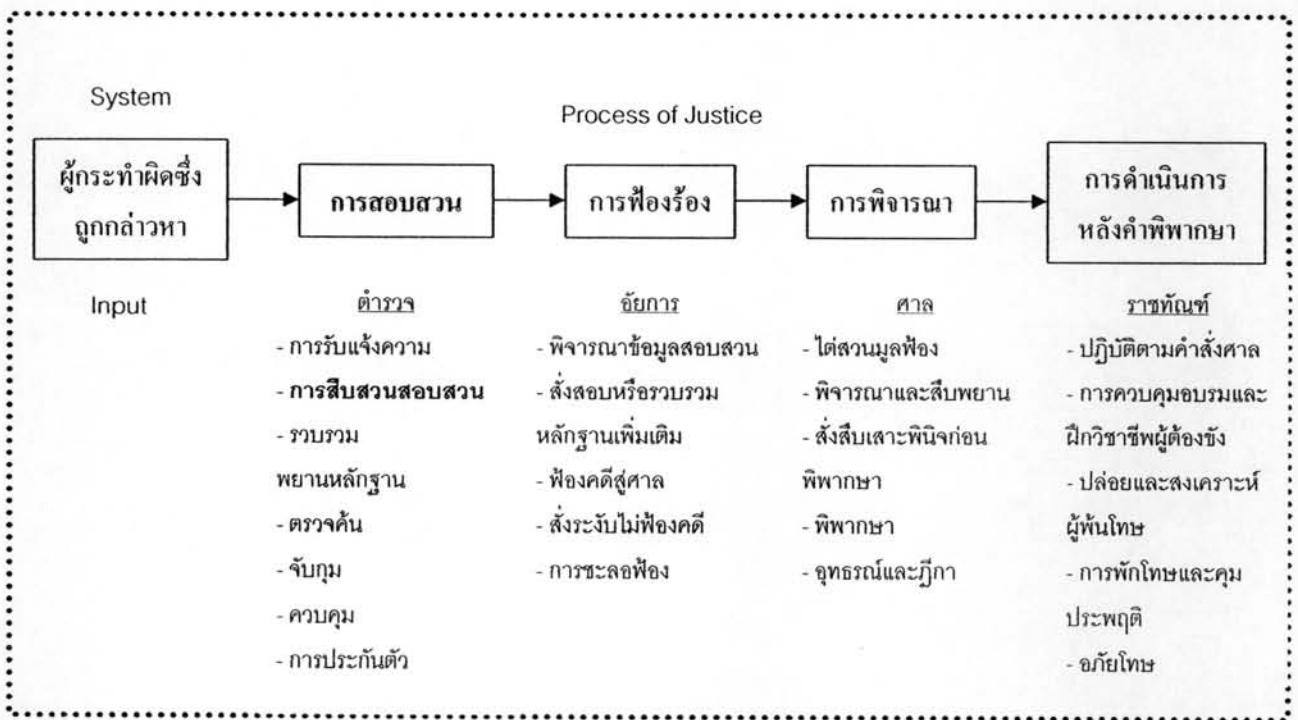 System
Process of Justice
ผู้กระทำผิดซึ่ง
ถูกกล่าวหา
การสอบสวน
การฟ้องร้อง
การพิจารณา
การดำเนินการ
หลังคำพิพากษา
Input
ตำรวจ
- การรับแจ้งความ
- การสืบสวนสอบสวน
- รวบรวม
พยานหลักฐาน
- ตรวจค้น
- จับกุม
- ควบคุม
- การประกันตัว
อัยการ
- พิจารณาข้อมูลสอบสวน
- สั่งสอบหรือรวบรวม
หลักฐานเพิ่มเติม
- ฟ้องคดีสู่ศาล
- สั่งระงับไม่ฟ้องคดี
- การชะลอฟ้อง
ศาล
- ไต่สวนมูลฟ้อง
- พิจารณาและสืบพยาน
- สั่งสืบเสาะพินิจก่อน
พิพากษา
- พิพากษา
- อุทธรณ์และฎีกา
ราชทัณฑ์
- ปฏิบัติตามคำสั่งศาล
- การควบคุมอบรมและ
ฝึกวิชาชีพผู้ต้องขัง
- ปล่อยและสงเคราะห์
ผู้พ้นโทษ
- การพักโทษและคุม
ประพฤติ
- อภัยโทษ